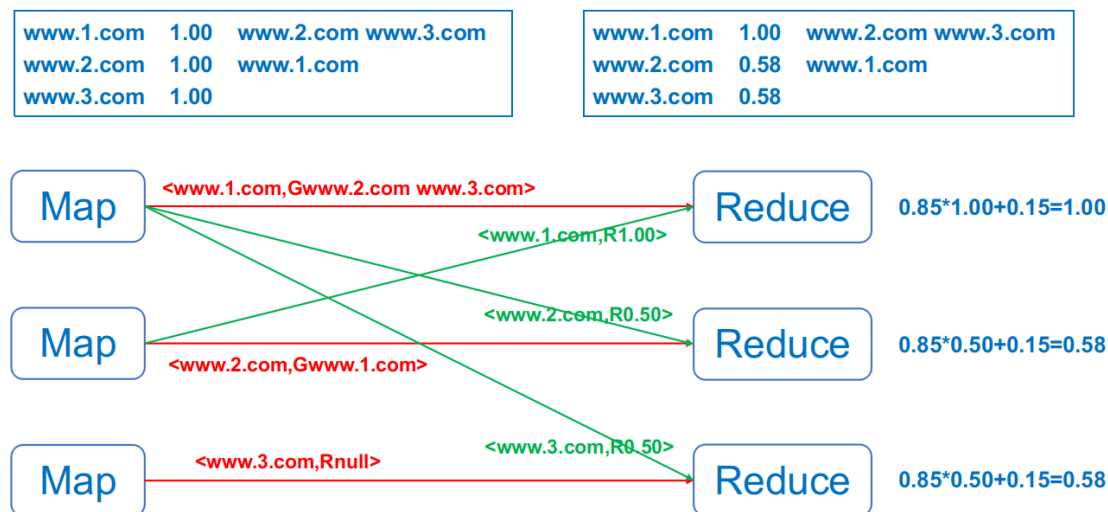 www.1.com 1.00 www.2.com www.3.com
www.2.com 1.00 www.1.com
www.3.com 1.00
www.1.com 1.00 www.2.com www.3.com
www.2.com 0.58 www.1.com
www.3.com 0.58
Map
<www.1.com,Gwww.2.com www.3.com>
Reduce
0.85*1.00+0.15=1.00
<www.1.com,R1.00>
<www.2.com,R0.50>
Map
Reduce
0.85*0.50+0.15=0.58
<www.2.com,Gwww.1.com>
<www.3.com,R0.50>
<www.3.com,Rnull>
Map
Reduce
0.85*0.50+0.15=0.58